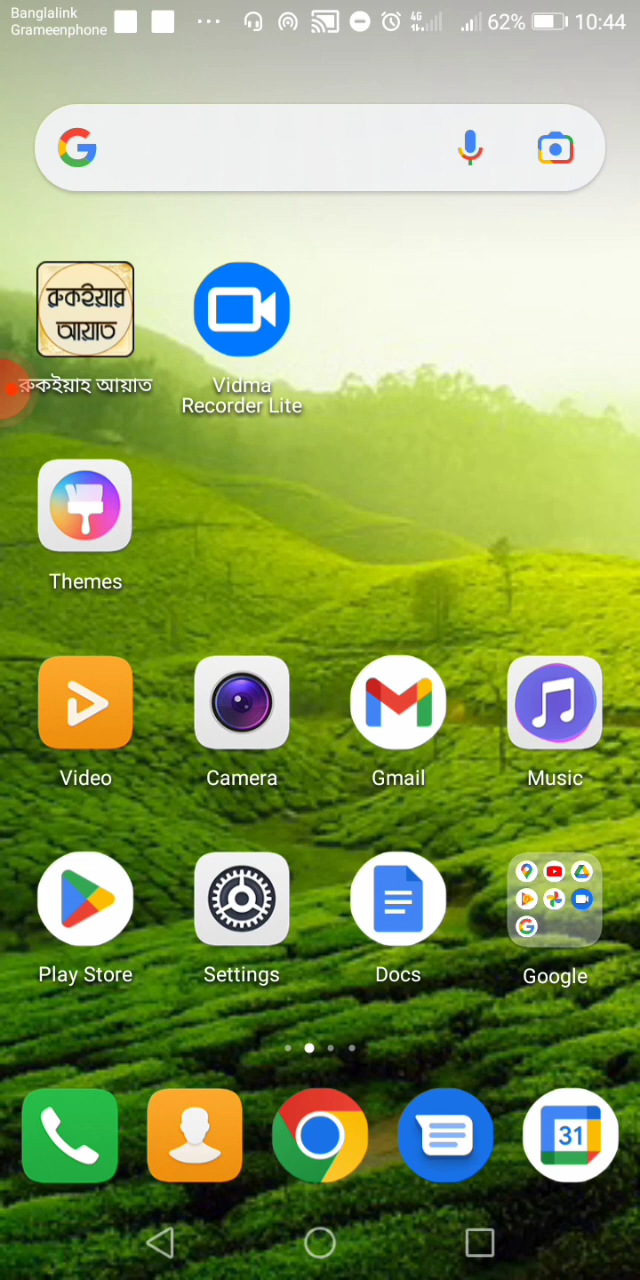 Banglalink
Grameenphone
4G
62%
10:44
রুকইয়ার
আয়াত
রুকইয়াহ আয়াত
Vidma
Recorder Lite
Themes
Video
Camera
Gmail
Music
Play Store
Settings
Docs
Google
31